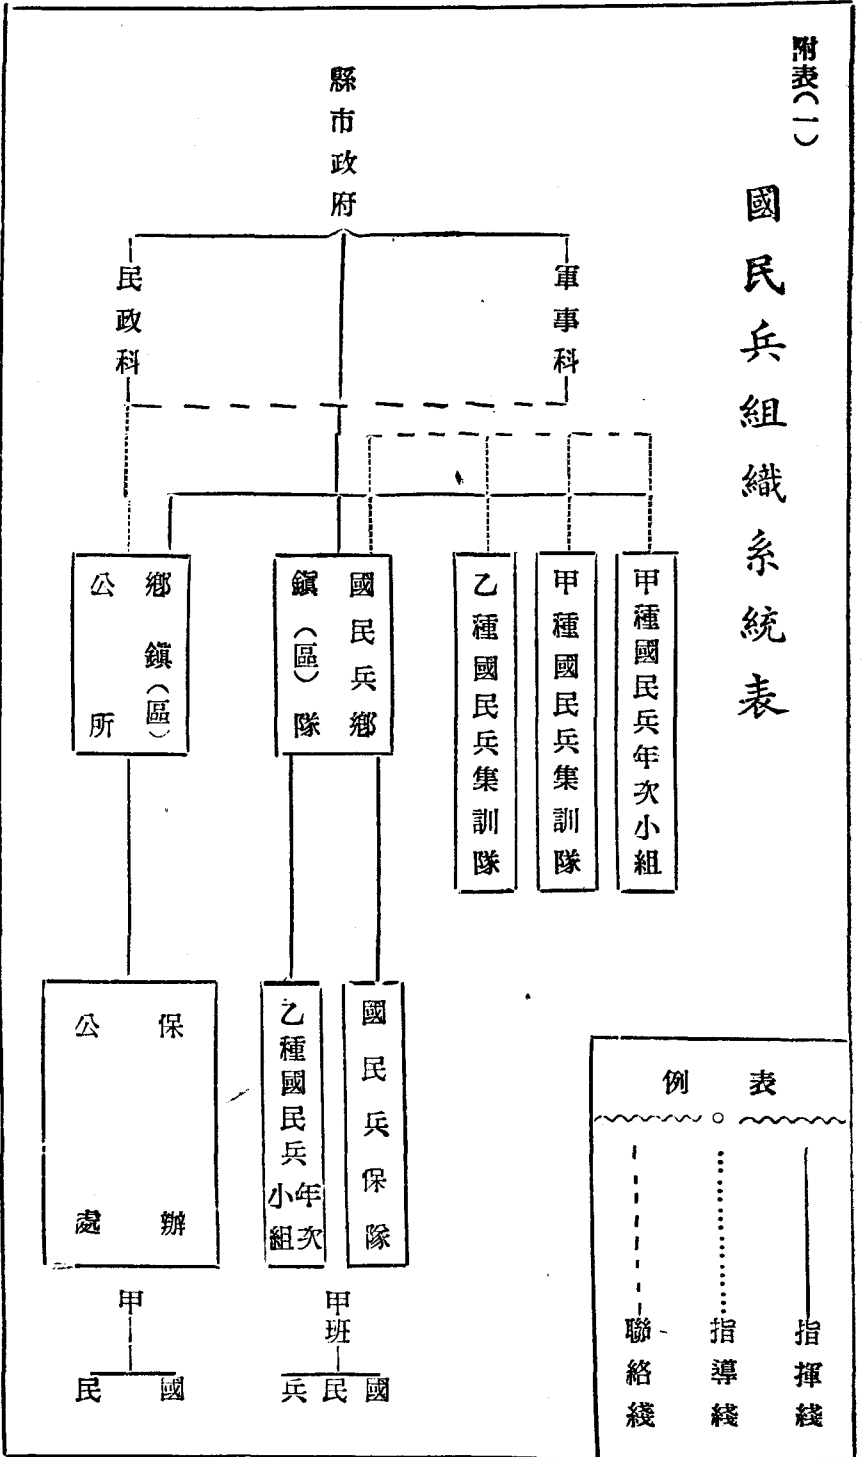 附表(一)
國民兵組織系統表
縣市政府
軍事科
民政科
甲種國民兵年次小組
甲種國民兵集訓隊
乙種國民兵集訓隊
國民兵鄉
鎭(區)隊
鄉鎭(區)
公所
國民兵保隊
乙種國民兵年次
小組
保辦
公處
甲班
國民兵
甲
國民
表例
指揮綫
指導綫
聯絡綫